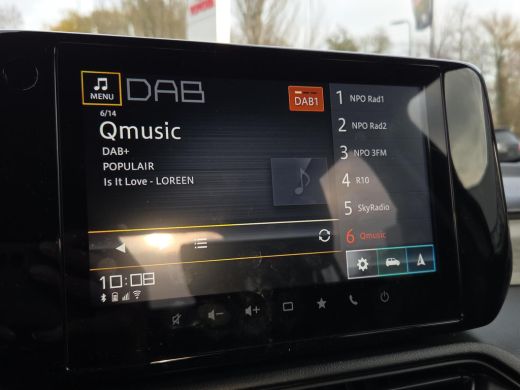 MENU
DAB
DAB1
6/14
Qmusic
DAB+
POPULAIR
Is It Love - LOREEN
1 NPO Rad1
2 NPO Rad2
3 NPO 3FM
4 R10
5 SkyRadio
6 Qmusic
10:08